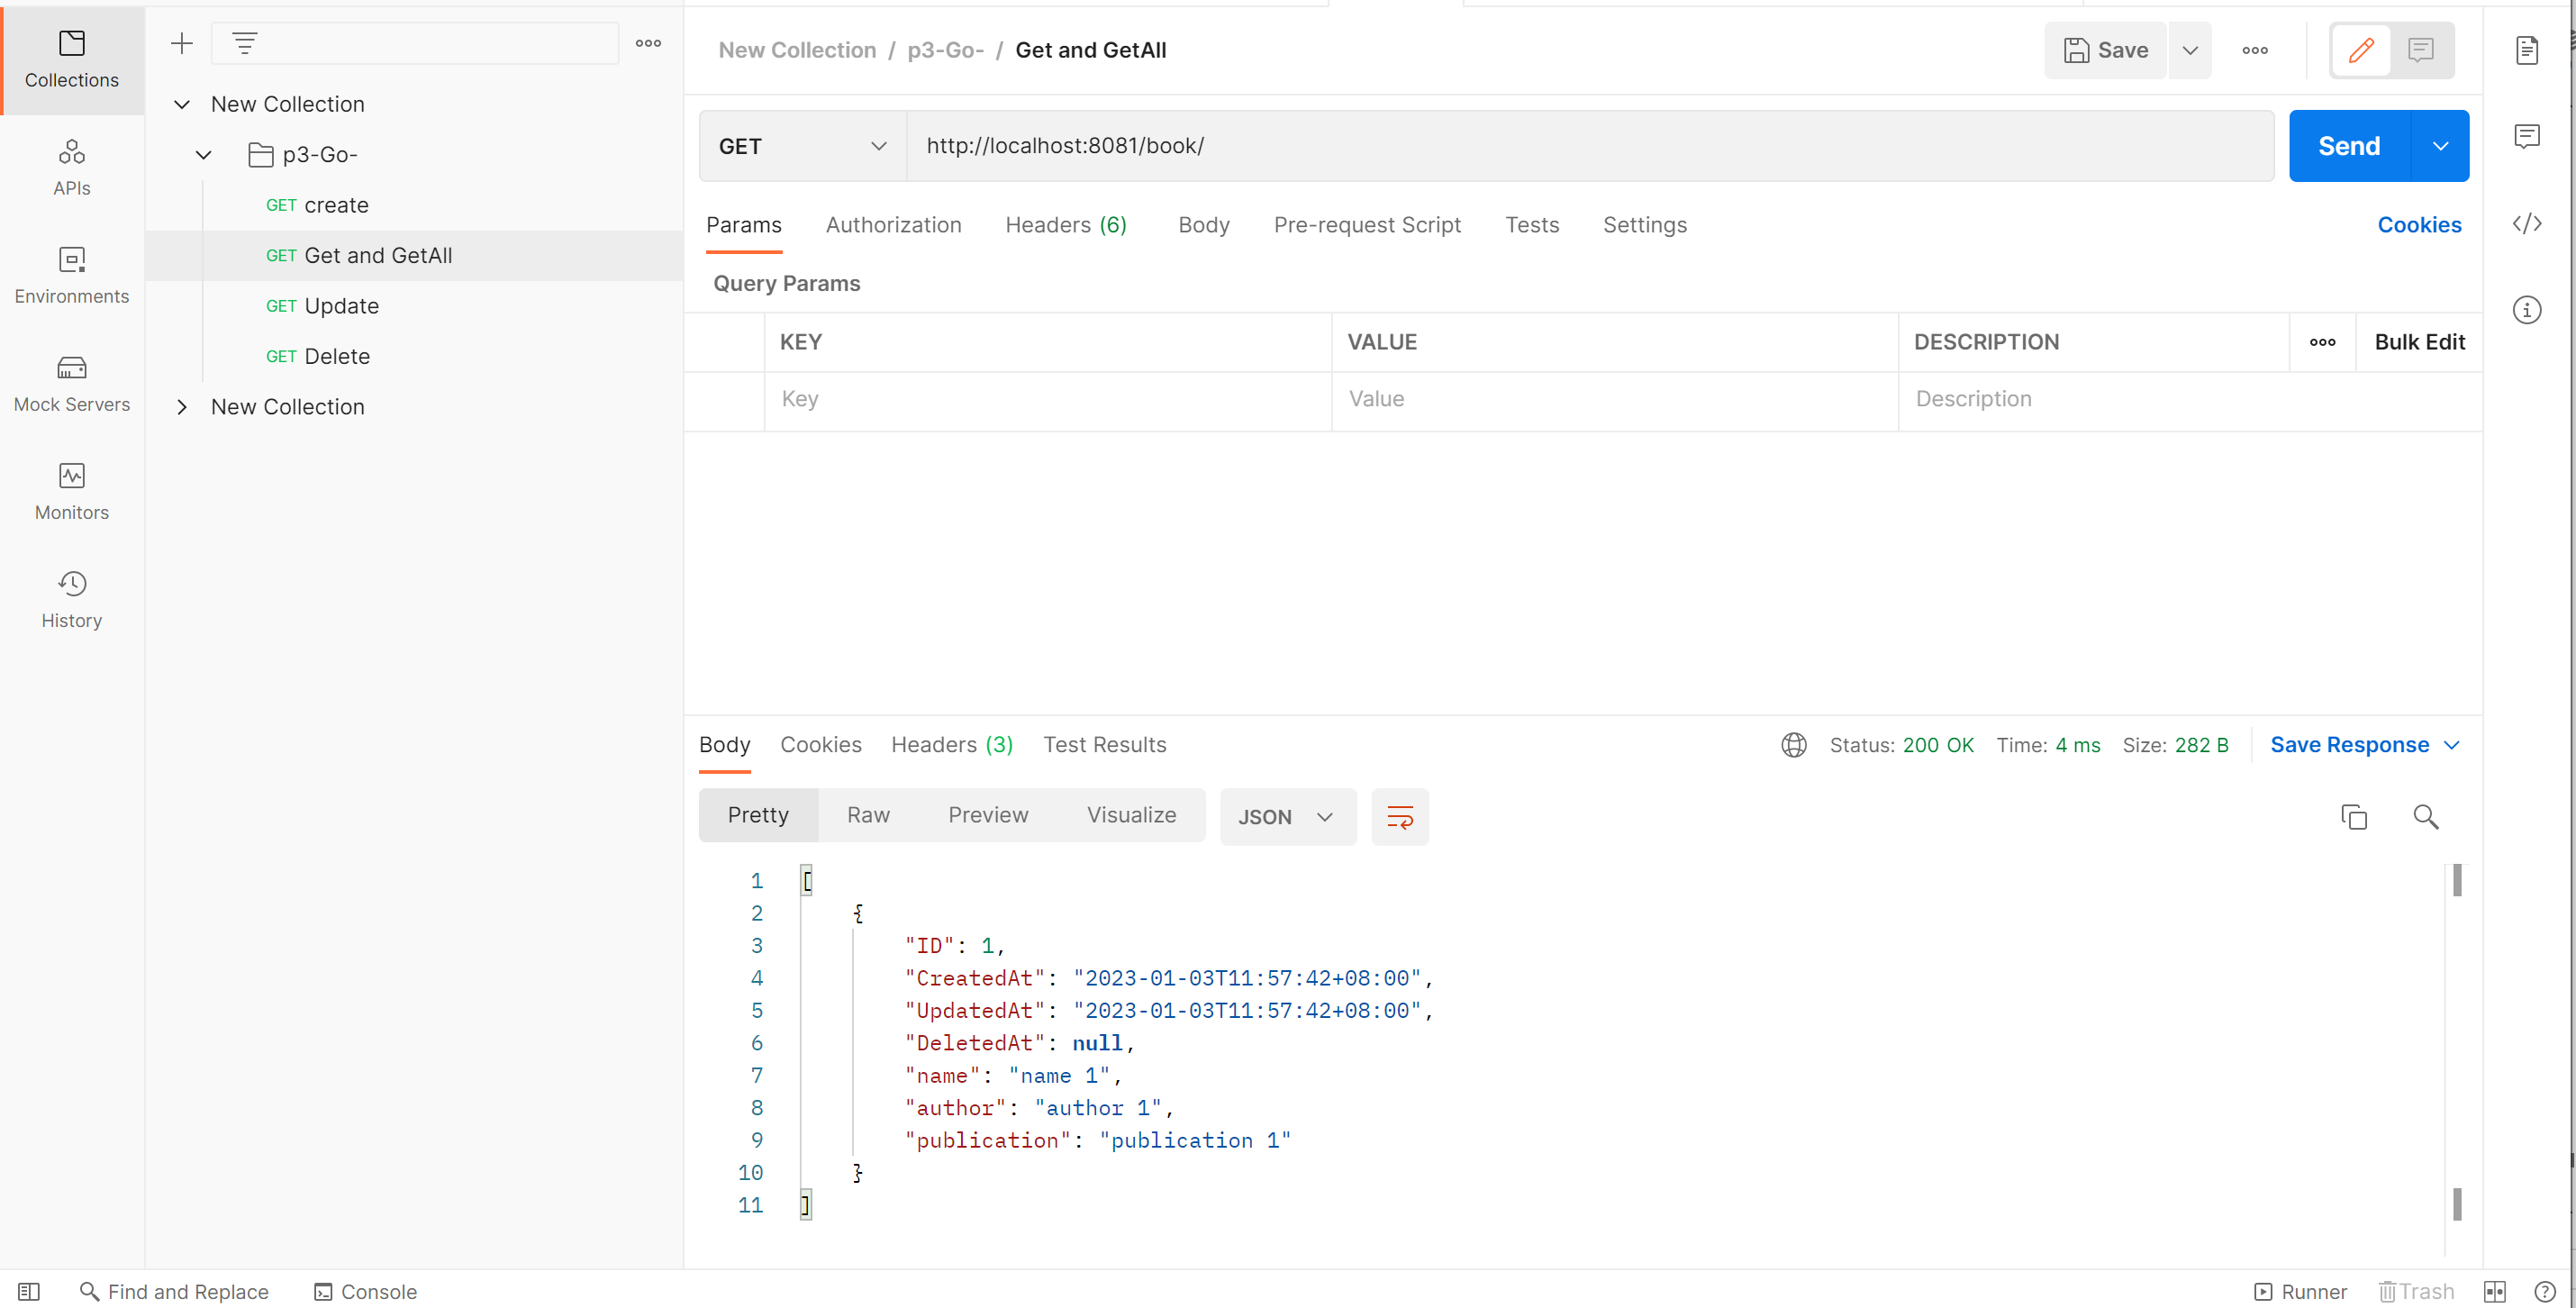 Collections
APIs
Environments
Mock Servers
Monitors
History
New Collection
p3-Go-
GET create
GET Get and GetAll
GET Update
GET Delete
New Collection
New Collection / p3-Go- / Get and GetAll
Save
GET http://localhost:8081/book/ Send
Params Authorization Headers (6) Body Pre-request Script Tests Settings Cookies
Query Params
KEY VALUE DESCRIPTION Bulk Edit
Key Value Description
Body Cookies Headers (3) Test Results Status: 200 OK Time: 4 ms Size: 282 B Save Response
Pretty Raw Preview Visualize JSON
1 [
2 {
3 "ID": 1,
4 "CreatedAt": "2023-01-03T11:57:42+08:00",
5 "UpdatedAt": "2023-01-03T11:57:42+08:00",
6 "DeletedAt": null,
7 "name": "name 1",
8 "author": "author 1",
9 "publication": "publication 1"
10 }
11 ]
Find and Replace Console Runner Trash